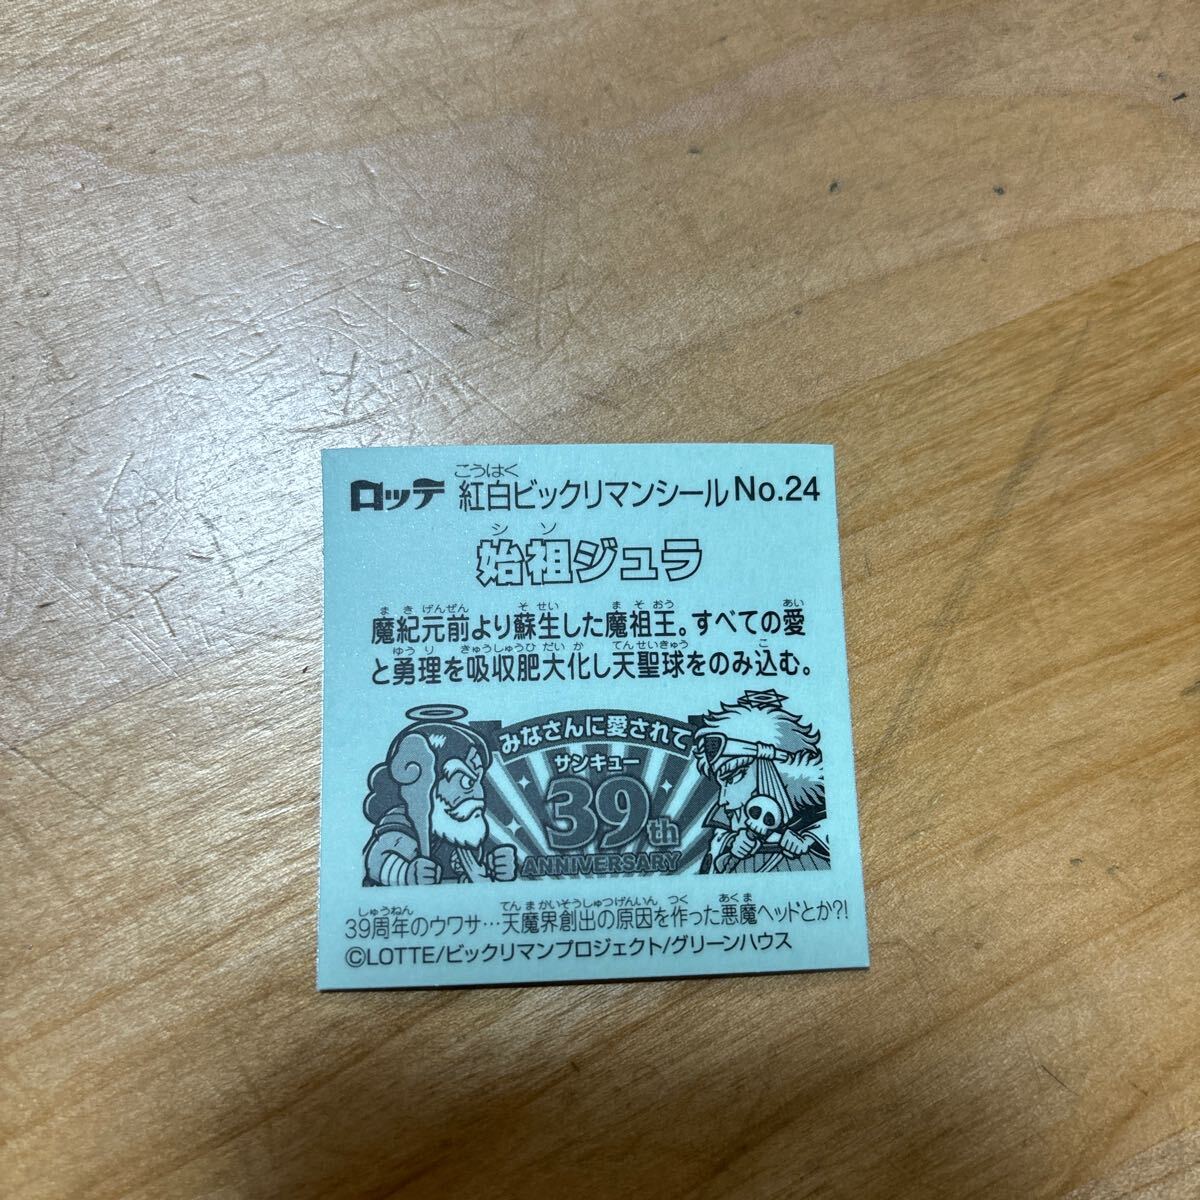 ロッテ 紅白ビックリマンシール No.24
こうはく
シソ
始祖ジュラ
まきげんぜん そせい まそおう あい
魔紀元前より蘇生した魔祖王。すべての愛
ゆうり きゅうしゅうひだいか てんせいきゅう こ
と勇理を吸収肥大化し天聖球をのみ込む。
みなさんに愛されて
サンキュー
39th
ANNIVERSARY
しゅうねん てんまかいそうしゅつげんいん つく あくま
39周年のウワサ…天魔界創出の原因を作った悪魔ヘッドとか?!
©LOTTE/ビックリマンプロジェクト/グリーンハウス